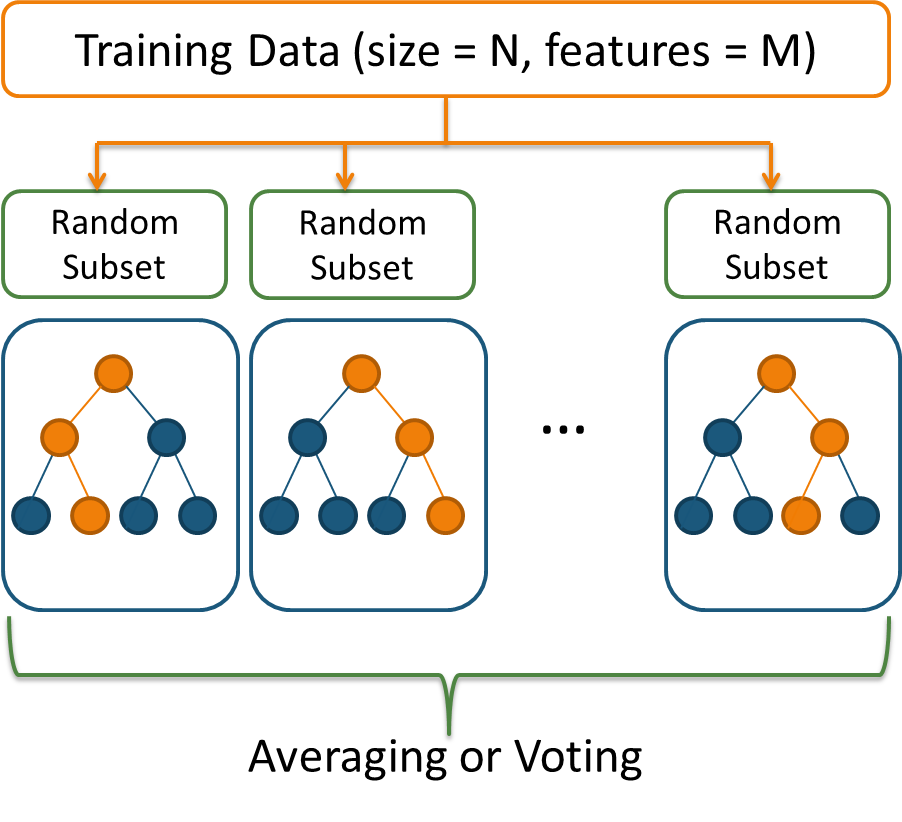 Training Data (size = N, features = M)
Random
Subset
Random
Subset
Random
Subset
...
Averaging or Voting